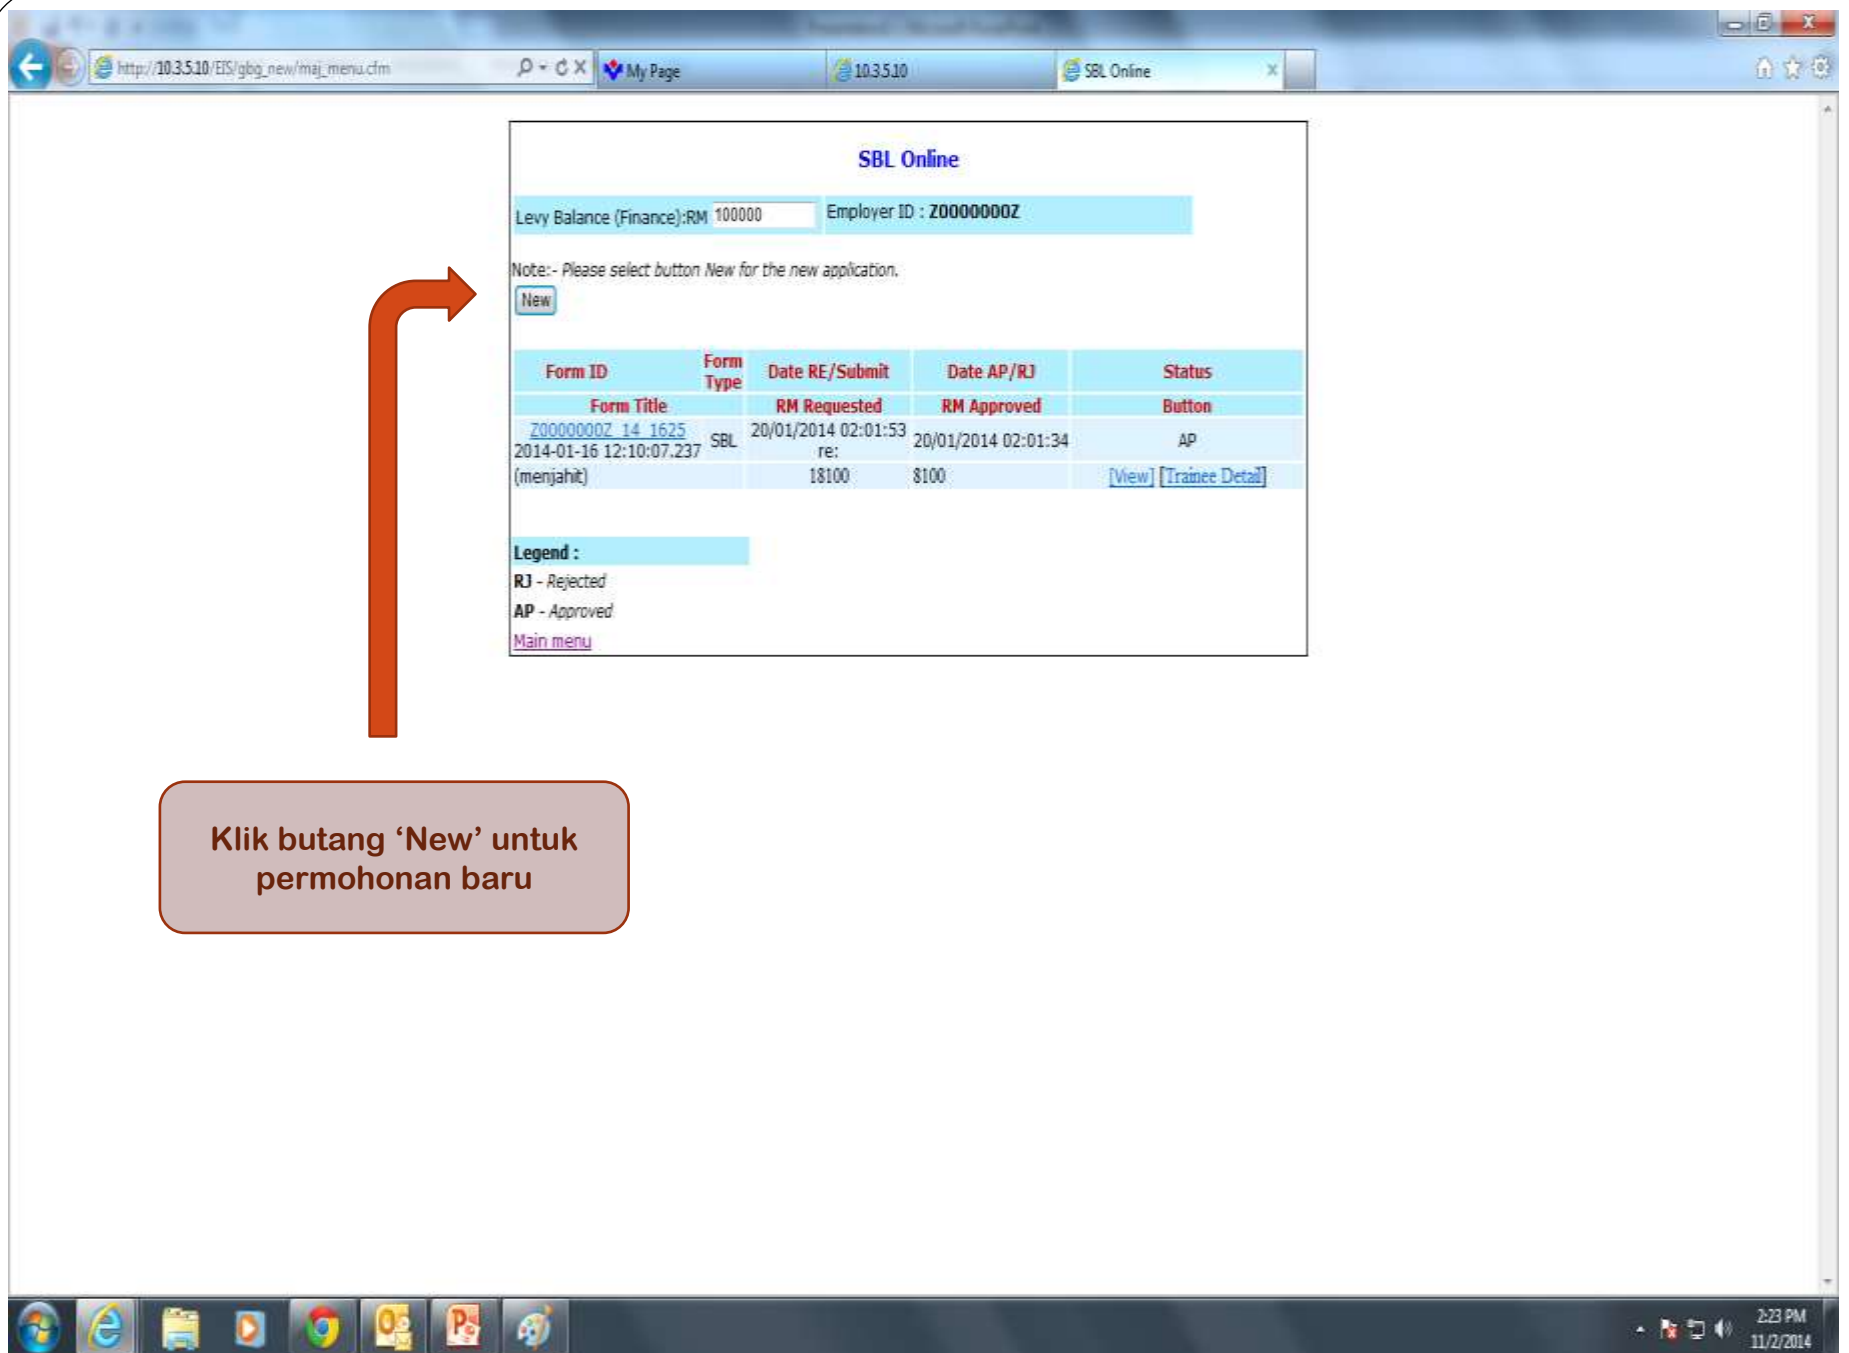 http://10.3.5.10/EIS/gbg_new/maj_menu.cfm
My Page
10.3.5.10
SBL Online
SBL Online
Levy Balance (Finance):RM 100000 Employer ID : Z0000000Z
Note:- Please select button New for the new application.
New
Form ID Form Type Date RE/Submit Date AP/RJ Status
Form Title RM Requested RM Approved Button
Z0000000Z_14_1625
2014-01-16 12:10:07.237 SBL 20/01/2014 02:01:53 re: 20/01/2014 02:01:34 AP
(menjahit) 18100 8100 [View] [Trainee Detail]
Legend :
RJ - Rejected
AP - Approved
Main menu
Klik butang ‘New’ untuk
permohonan baru
2:23 PM
11/2/2014